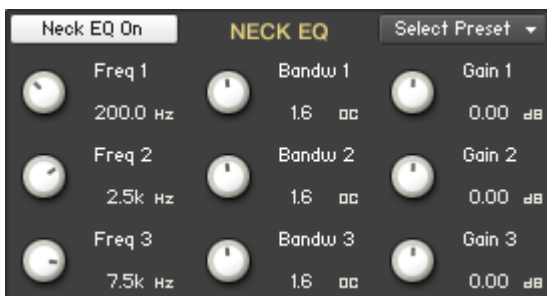 Neck EQ On NECK EQ Select Preset
Freq 1 Bandw 1 Gain 1
200.0 Hz 1.6 OC 0.00 dB
Freq 2 Bandw 2 Gain 2
2.5k Hz 1.6 OC 0.00 dB
Freq 3 Bandw 3 Gain 3
7.5k Hz 1.6 OC 0.00 dB